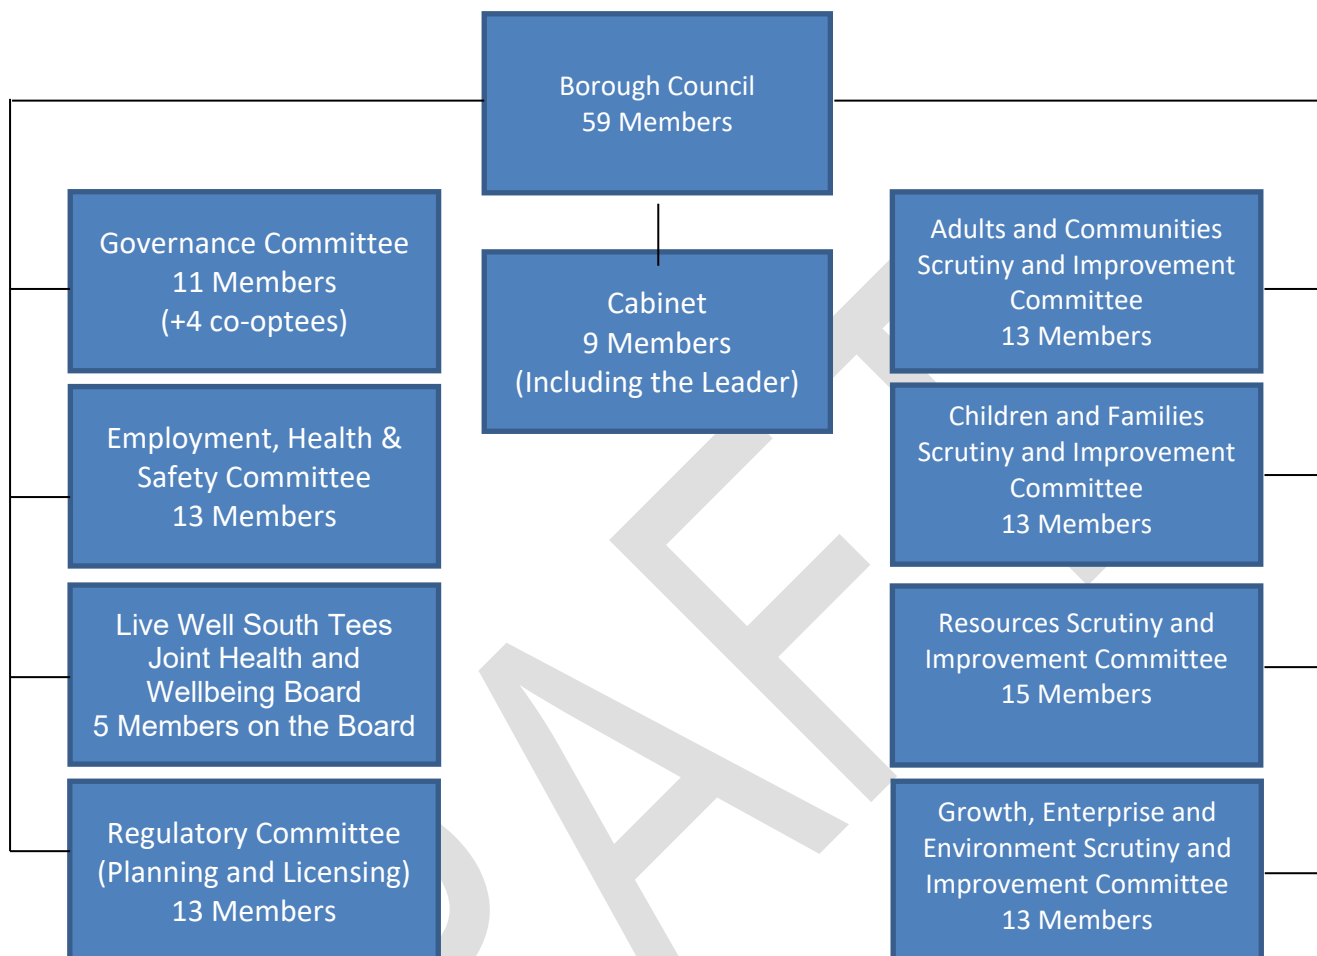 Borough Council
59 Members
Governance Committee
11 Members
(+4 co-optees)
Employment, Health &
Safety Committee
13 Members
Live Well South Tees
Joint Health and
Wellbeing Board
5 Members on the Board
Regulatory Committee
(Planning and Licensing)
13 Members
Cabinet
9 Members
(Including the Leader)
Adults and Communities
Scrutiny and Improvement
Committee
13 Members
Children and Families
Scrutiny and Improvement
Committee
13 Members
Resources Scrutiny and
Improvement Committee
15 Members
Growth, Enterprise and
Environment Scrutiny and
Improvement Committee
13 Members
DRAFT